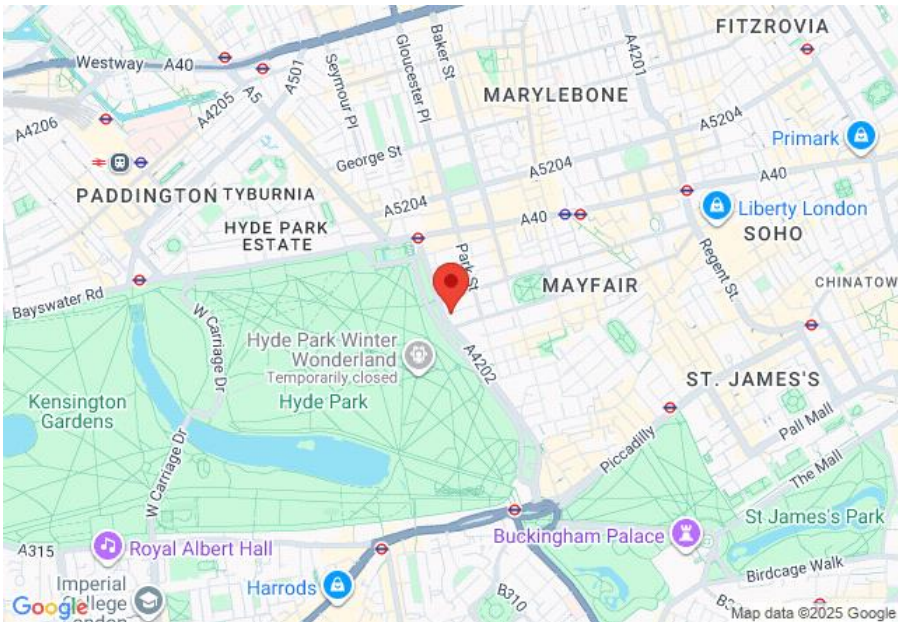 FITZROVIA
Westway
A40
A501
A5
A4205
A4206
Seymour Pl
Gloucester Pl
Baker St
A4201
MARYLEBONE
A5204
Primark
George St
A5204
A40
PADDINGTON
TYBURNIA
A5204
A40
Liberty London
HYDE PARK
ESTATE
SOHO
Park St
Regent St.
MAYFAIR
CHINATOW
Bayswater Rd
W Carriage Dr
Hyde Park Winter
Wonderland
Temporarily closed
A4202
Hyde Park
ST. JAMES'S
Kensington
Gardens
Pall Mall
Piccadilly
The Mall
W Carriage Dr
St James's Park
A315
Royal Albert Hall
Buckingham Palace
Birdcage Walk
Imperial
College
Harrods
B310
Google
Map data ©2025 Google